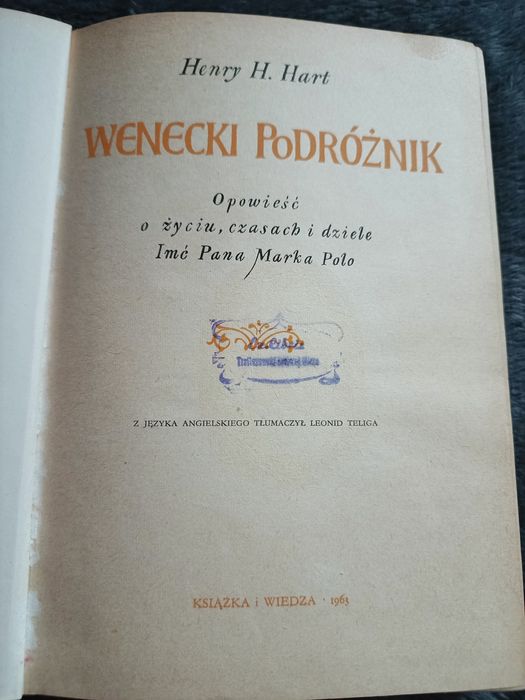 Henry H. Hart
WENECKI PODRÓŻNIK
Opowieść
o życiu, czasach i dziele
Imć Pana Marka Polo
Z JĘZYKA ANGIELSKIEGO TŁUMACZYŁ LEONID TELIGA
KSIĄŻKA i WIEDZA · 1963